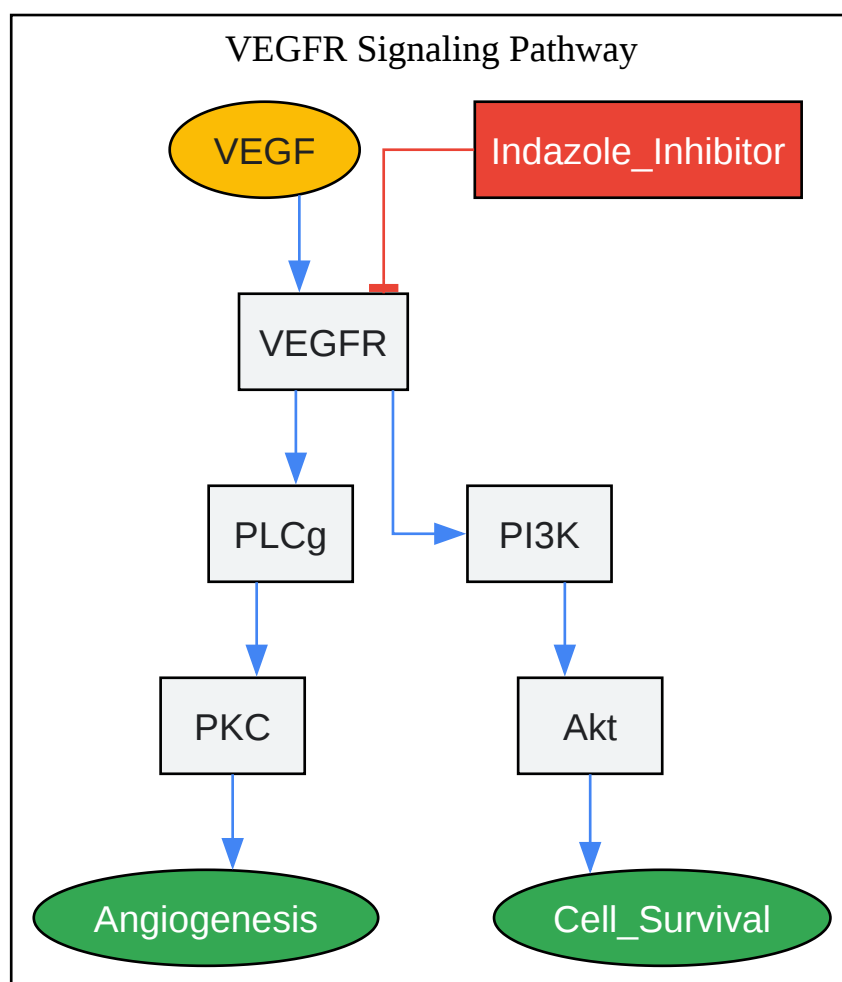 VEGFR Signaling Pathway
VEGF
Indazole_Inhibitor
VEGFR
PLCg
PI3K
PKC
Akt
Angiogenesis
Cell_Survival